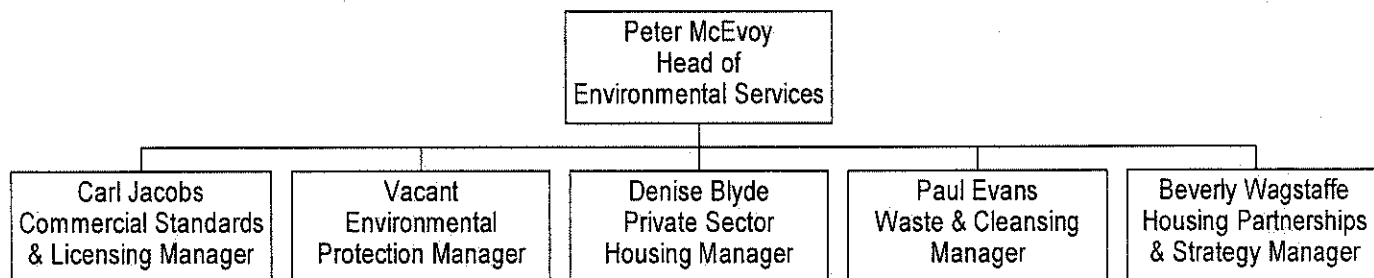 Peter McEvoy
Head of
Environmental Services
Carl Jacobs
Commercial Standards
& Licensing Manager
Vacant
Environmental
Protection Manager
Denise Blyde
Private Sector
Housing Manager
Paul Evans
Waste & Cleansing
Manager
Beverly Wagstaffe
Housing Partnerships
& Strategy Manager